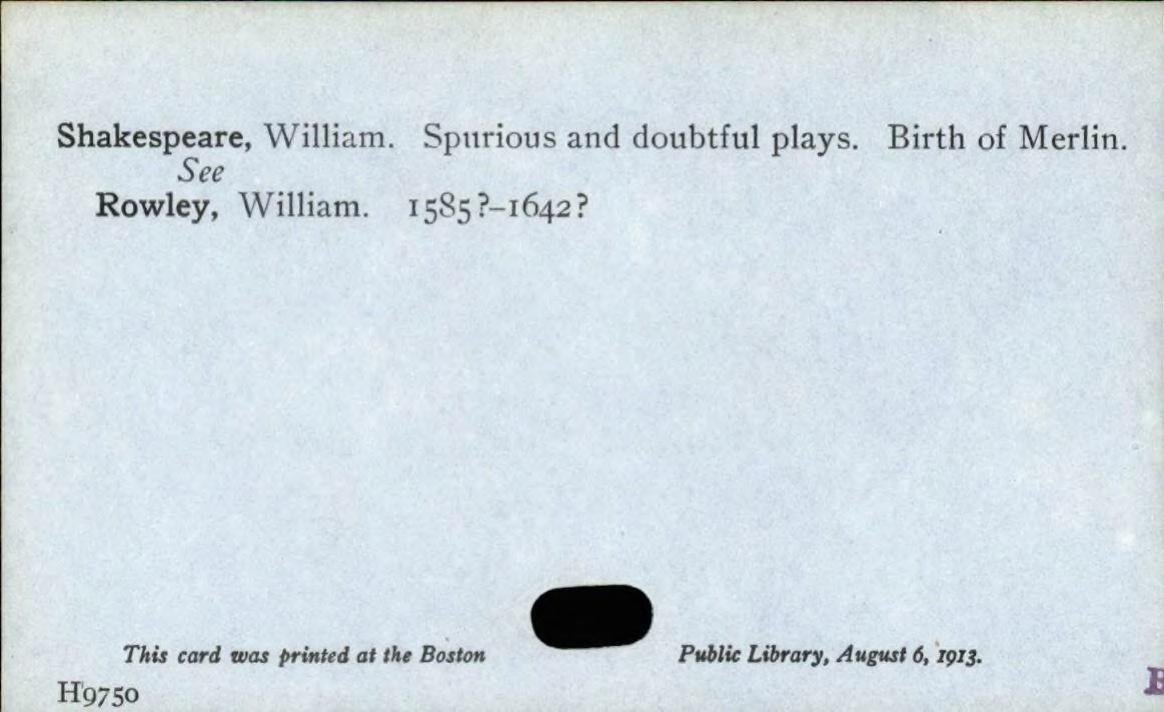 Shakespeare, William. Spurious and doubtful plays. Birth of Merlin.
See
Rowley, William. 1585?–1642?
This card was printed at the Boston Public Library, August 6, 1913.
H9750